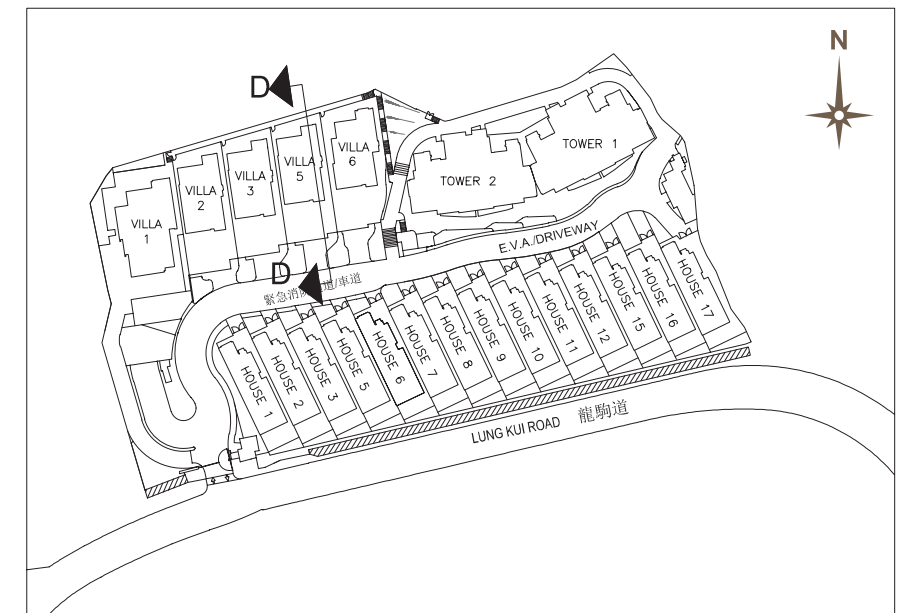 N
D
TOWER 1
TOWER 2
VILLA
6
VILLA
5
VILLA
3
VILLA
2
VILLA
1
E.V.A./DRIVEWAY
D
緊急消防 道/車道
HOUSE 1
HOUSE 2
HOUSE 3
HOUSE 5
HOUSE 6
HOUSE 7
HOUSE 8
HOUSE 9
HOUSE 10
HOUSE 11
HOUSE 12
HOUSE 15
HOUSE 16
HOUSE 17
LUNG KUI ROAD 龍駒道